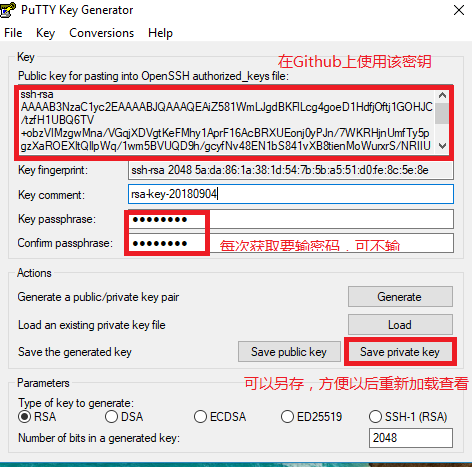 PuTTY Key Generator
File Key Conversions Help
Key
在Github上使用该密钥
Public key for pasting into OpenSSH authorized_keys file:
ssh-rsa
AAAAB3NzaC1yc2EAAAABJQAAAQEAiZ581WmLJgdBKFlLcg4goeD1HdfjOftj1GOHJC
/tzfH1UBQ6TV
+obzVIMzgwMna/VGqjXDVgtKeFMhy1AprF16AcBRXUEonj0yPJn/7WKRHjnUmfTy5p
gzXaROEXItQIlpWq/1wm5BVUQD9h/gcyfNv48EN1bS841vXB8tienMoWurxrS/NRIIU
Key fingerprint: ssh-rsa 2048 5a:da:86:1a:38:1d:54:7b:5b:a5:51:d0:fe:8c:5e:8e
Key comment: rsa-key-20180904
Key passphrase: ●●●●●●●●
Confirm passphrase: ●●●●●●●● 每次获取要输密码，可不输
Actions
Generate a public/private key pair Generate
Load an existing private key file Load
Save the generated key Save public key Save private key
可以另存，方便以后重新加载查看
Parameters
Type of key to generate:
RSA DSA ECDSA ED25519 SSH-1 (RSA)
Number of bits in a generated key: 2048